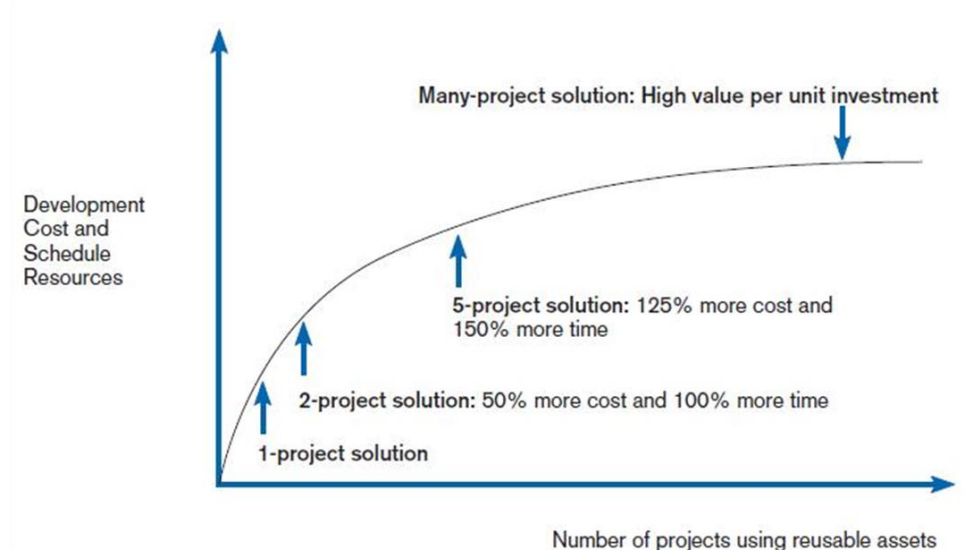 Many-project solution: High value per unit investment
Development
Cost and
Schedule
Resources
5-project solution: 125% more cost and
150% more time
2-project solution: 50% more cost and 100% more time
1-project solution
Number of projects using reusable assets